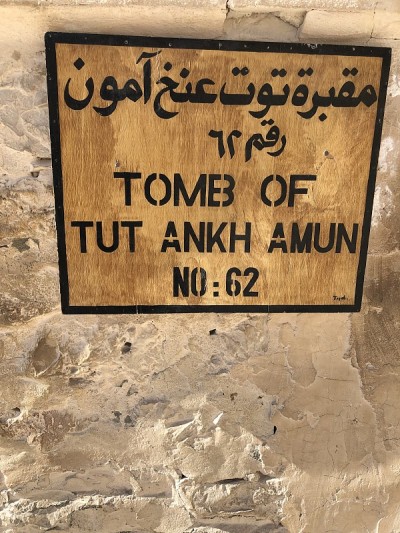 مقبرة توت عنخ آمون
رقم ٦٢
TOMB OF
TUT ANKH AMUN
NO: 62